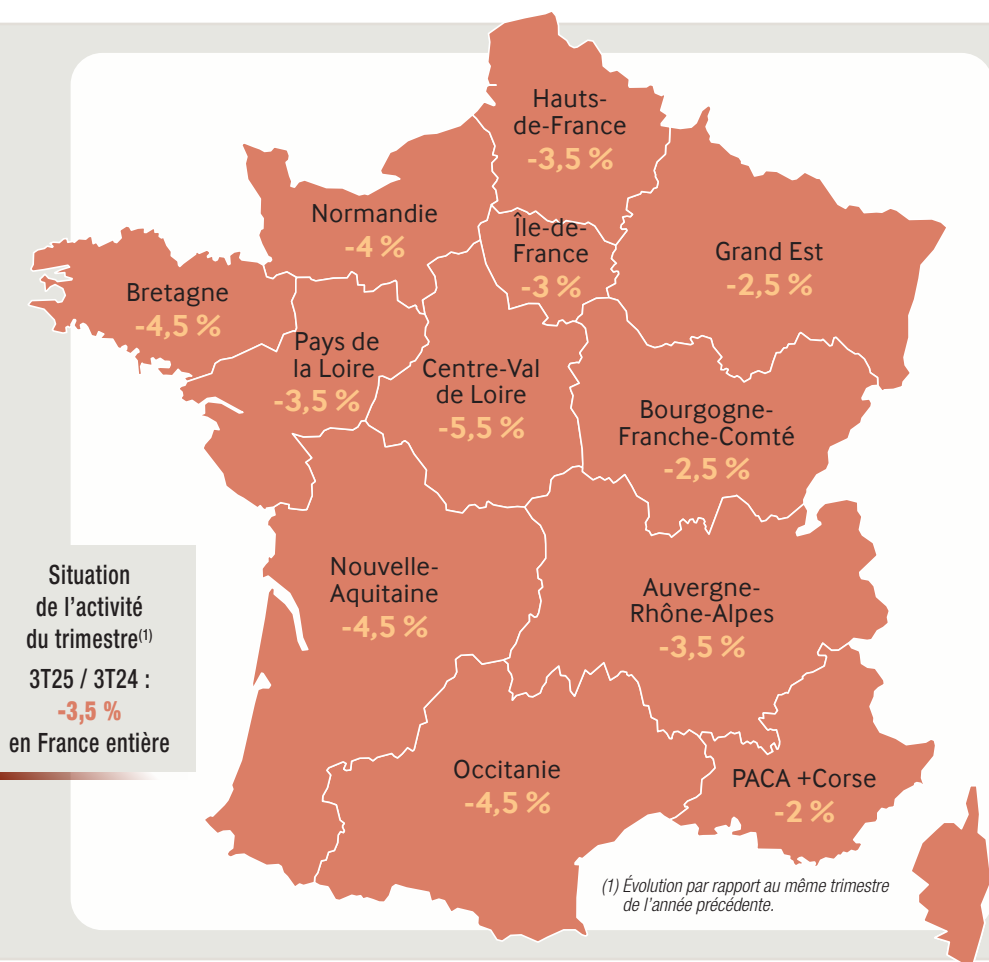 Hauts-
de-France
-3,5 %
Normandie
-4 %
Île-de-
France
-3 %
Grand Est
-2,5 %
Bretagne
-4,5 %
Pays de
la Loire
-3,5 %
Centre-Val
de Loire
-5,5 %
Bourgogne-
Franche-Comté
-2,5 %
Nouvelle-
Aquitaine
-4,5 %
Auvergne-
Rhône-Alpes
-3,5 %
Situation
de l’activité
du trimestre(1)
3T25 / 3T24 :
-3,5 %
en France entière
Occitanie
-4,5 %
PACA +Corse
-2 %
(1) Évolution par rapport au même trimestre
de l’année précédente.